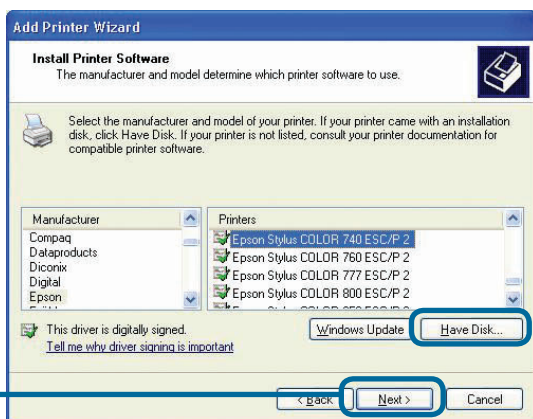 Add Printer Wizard
Install Printer Software
The manufacturer and model determine which printer software to use.
Select the manufacturer and model of your printer. If your printer came with an installation
disk, click Have Disk. If your printer is not listed, consult your printer documentation for
compatible printer software.
Manufacturer
Compaq
Dataproducts
Diconix
Digital
Epson
Printers
Epson Stylus COLOR 740 ESC/P 2
Epson Stylus COLOR 760 ESC/P 2
Epson Stylus COLOR 777 ESC/P 2
Epson Stylus COLOR 800 ESC/P 2
This driver is digitally signed.
Tell me why driver signing is important
Windows Update
Have Disk...
< Back
Next >
Cancel